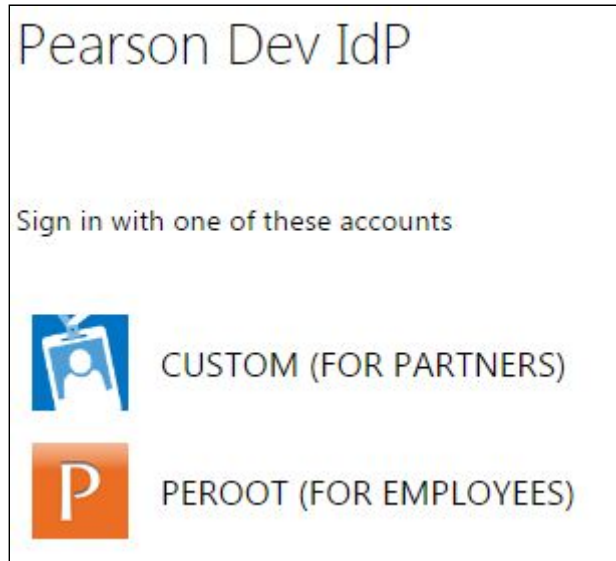 Pearson Dev IdP
Sign in with one of these accounts
CUSTOM (FOR PARTNERS)
P
PEROOT (FOR EMPLOYEES)